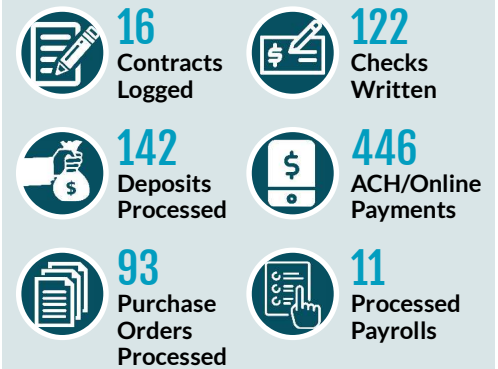 16
Contracts
Logged
122
Checks
Written
142
Deposits
Processed
446
ACH/Online
Payments
93
Purchase
Orders
Processed
11
Processed
Payrolls